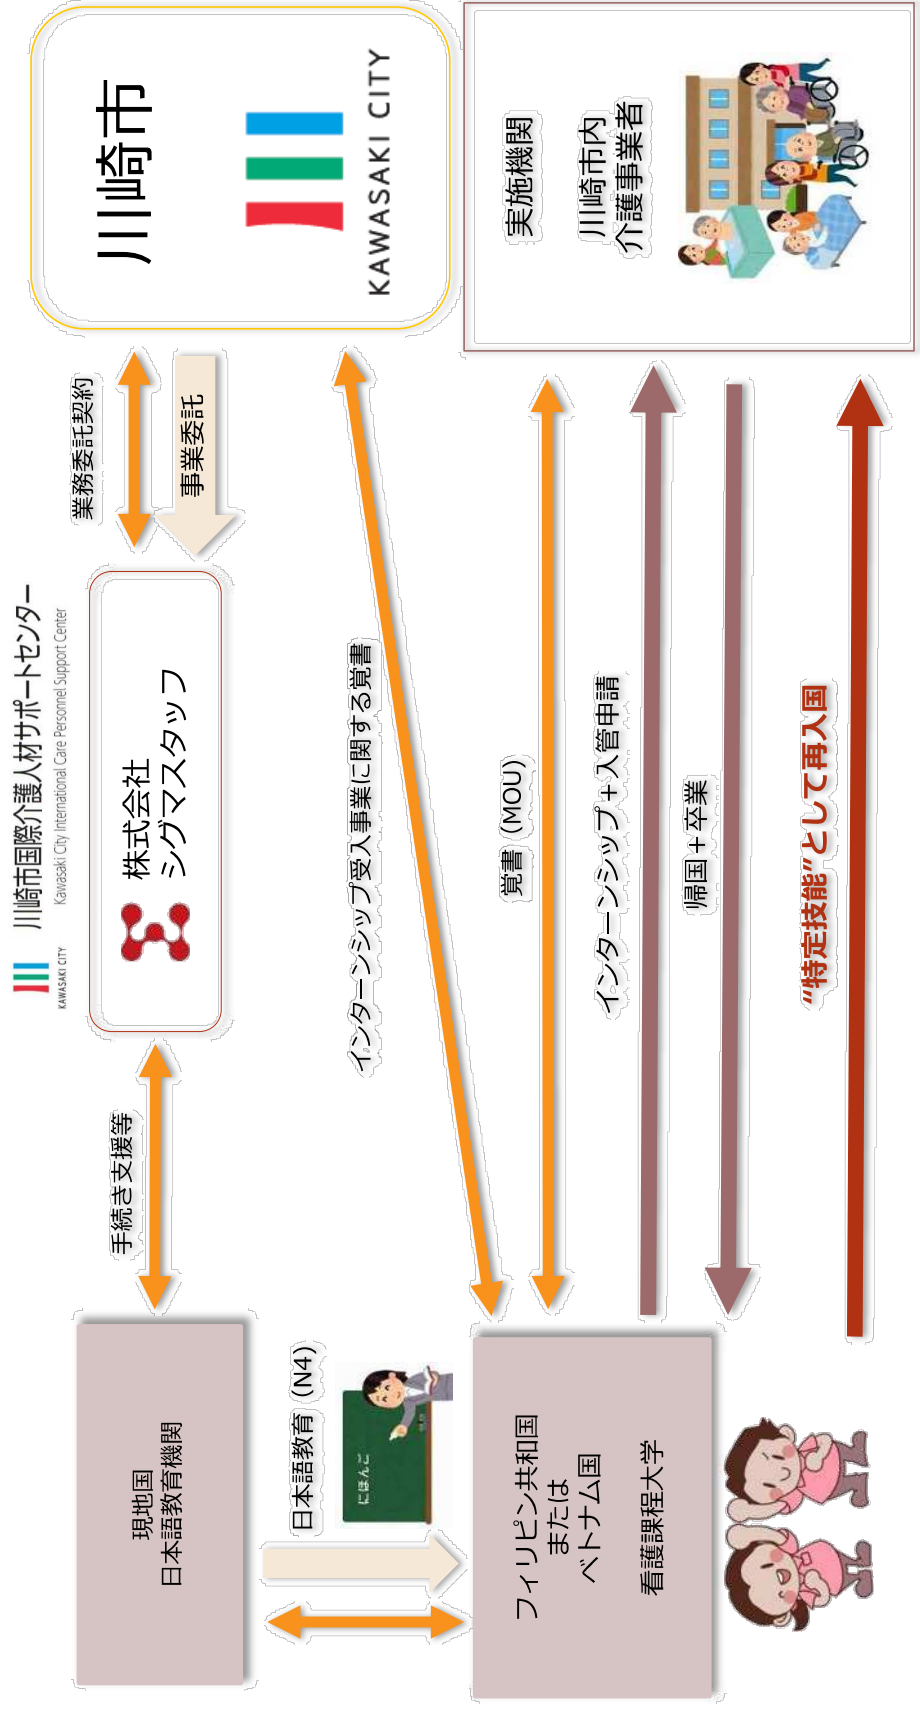 川崎市国際介護人材サポートセンター
Kawasaki City International Care Personnel Support Center
KAWASAKI CITY
現地国
日本語教育機関
手続き支援等
株式会社
シグマスタッフ
業務委託契約
事業委託
川崎市
KAWASAKI CITY
日本語教育（N4）
にほんご
インターンシップ受入事業に関する覚書
フィリピン共和国
または
ベトナム国
看護課程大学
覚書（MOU）
インターンシップ＋入管申請
帰国＋卒業
“特定技能”として再入国
実施機関
川崎市内
介護事業者